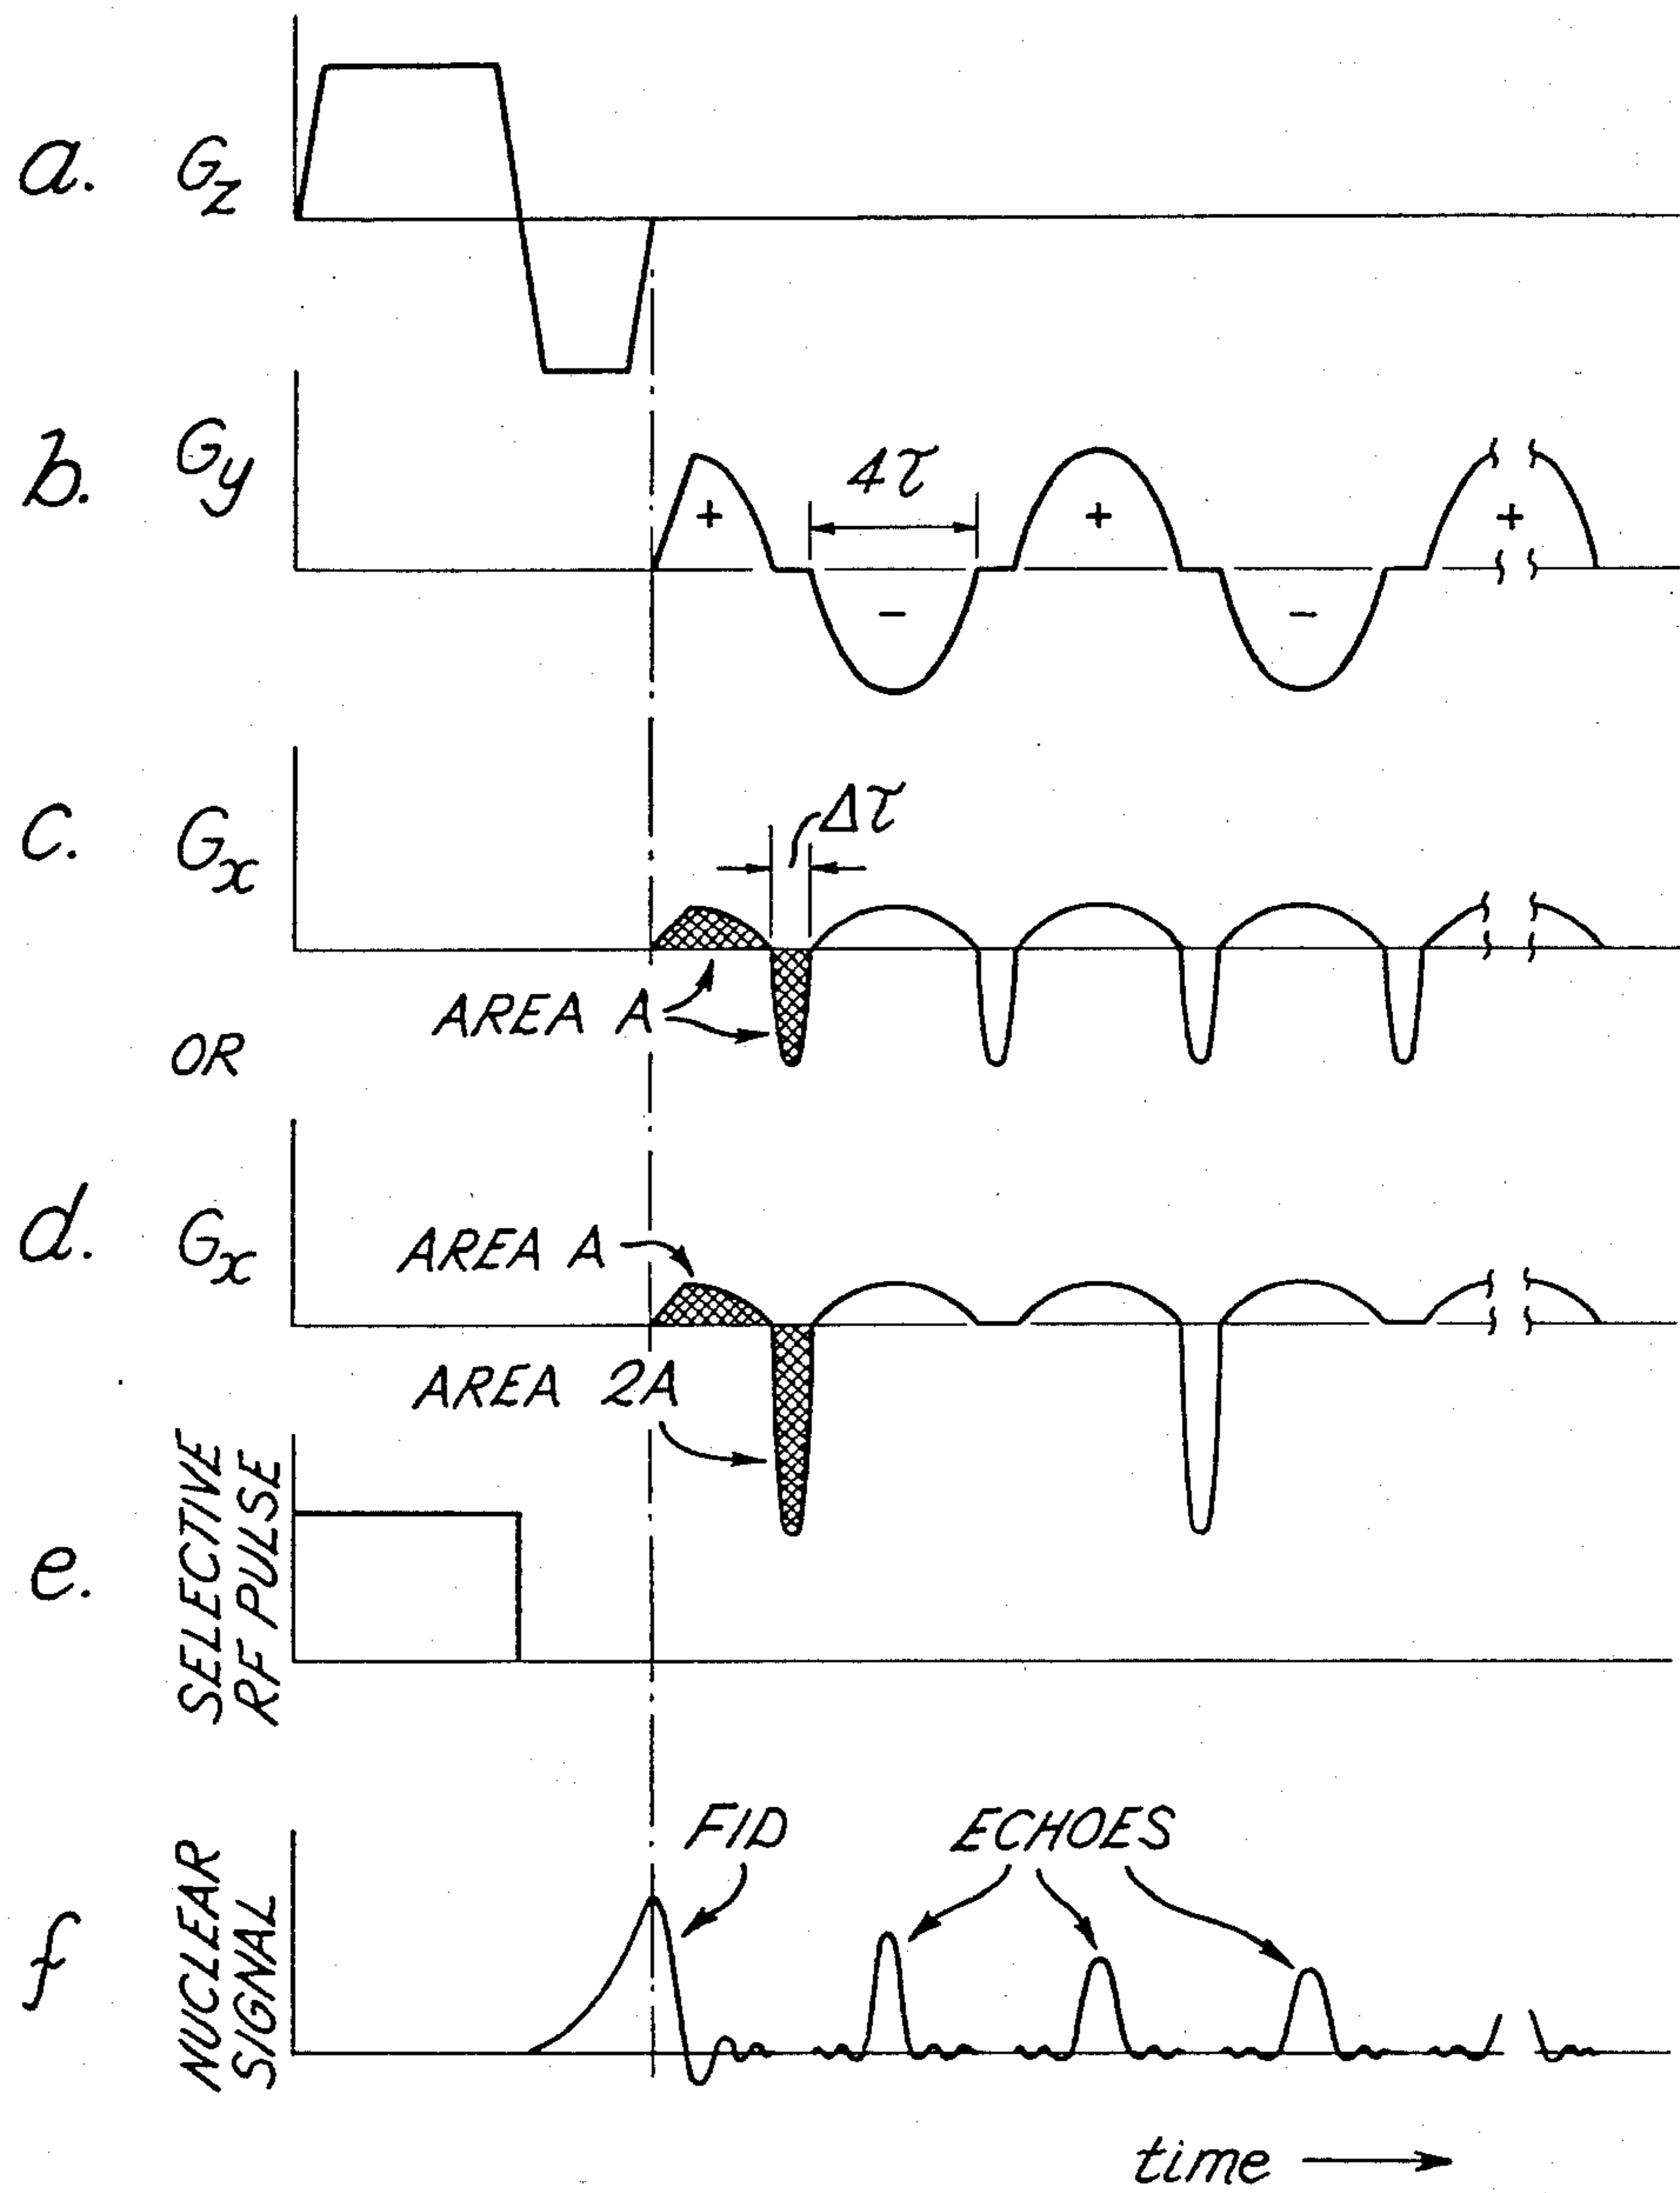 a. Gz
b. Gy
+
4τ
+
+
−
−
c. Gx
Δτ
AREA A
OR
d. Gx
AREA A
AREA 2A
e. SELECTIVE
RF PULSE
f NUCLEAR
SIGNAL
FID
ECHOES
time